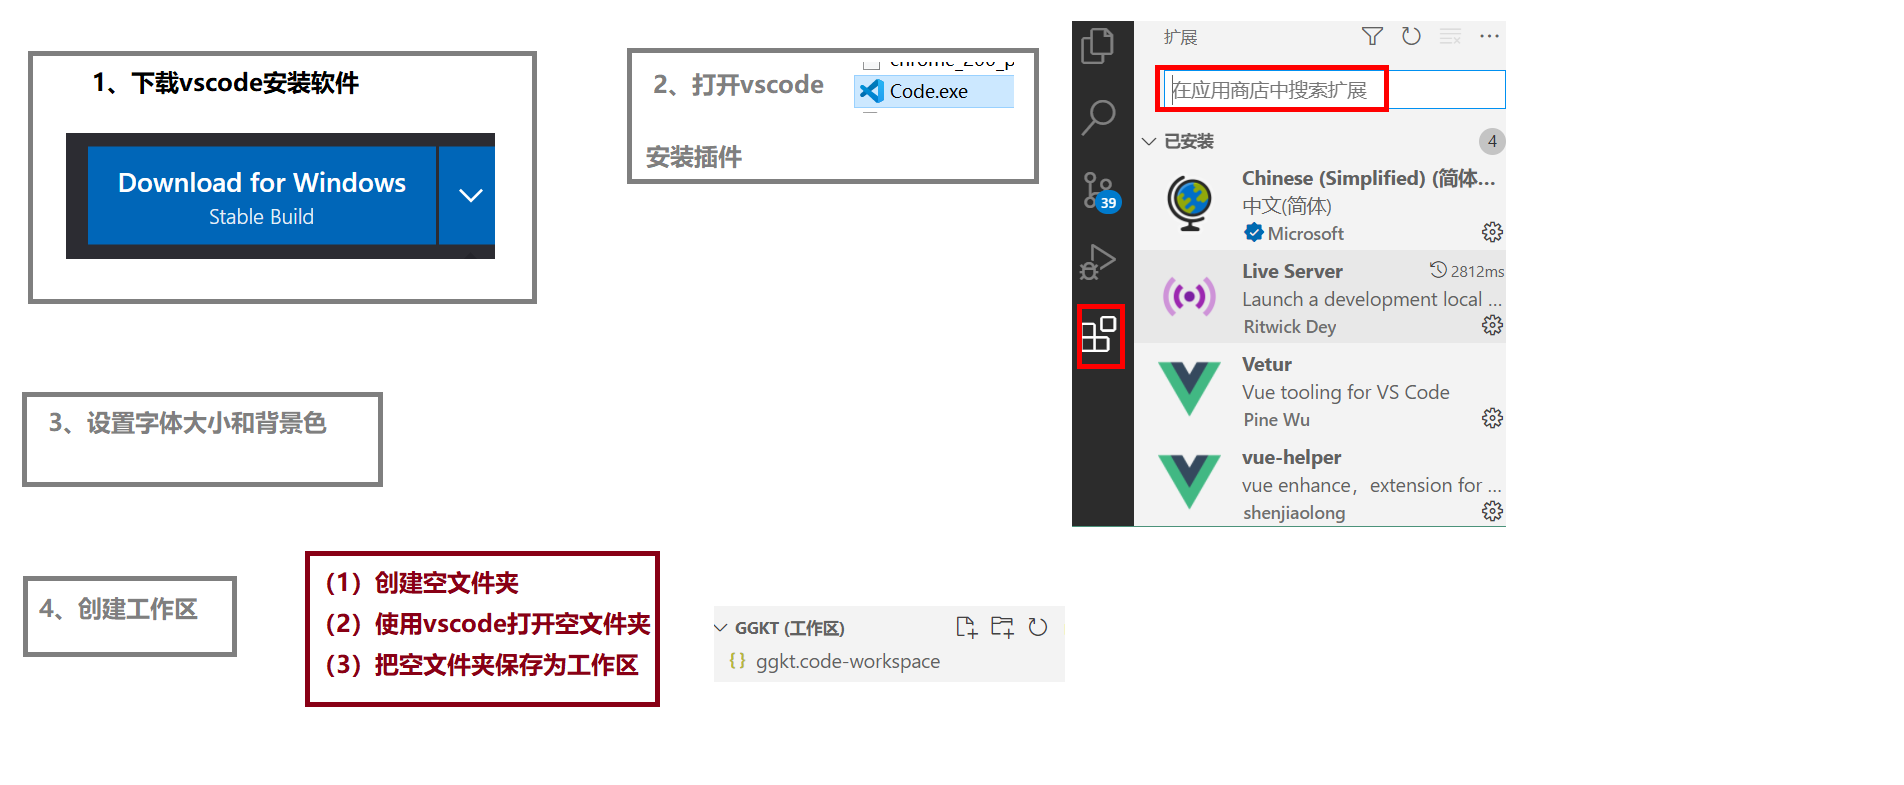 1、下载vscode安装软件
Download for Windows
Stable Build
2、打开vscode
Code.exe
安装插件
扩展
在应用商店中搜索扩展
已安装
4
Chinese (Simplified) (简体...
中文(简体)
Microsoft
39
Live Server
2812ms
Launch a development local ...
Ritwick Dey
Vetur
Vue tooling for VS Code
Pine Wu
vue-helper
vue enhance，extension for ...
shenjiaolong
3、设置字体大小和背景色
4、创建工作区
（1）创建空文件夹
（2）使用vscode打开空文件夹
（3）把空文件夹保存为工作区
GGKT (工作区)
{} ggkt.code-workspace